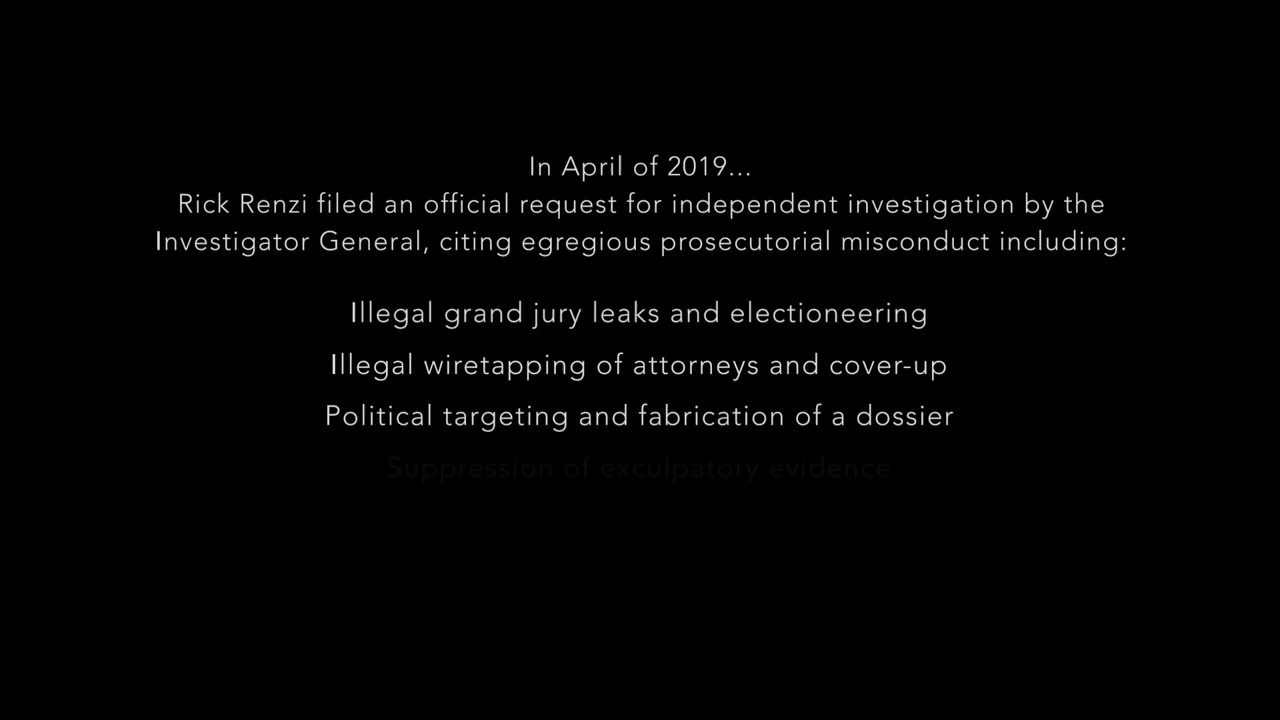 In April of 2019...
Rick Renzi filed an official request for independent investigation by the
Investigator General, citing egregious prosecutorial misconduct including:
Illegal grand jury leaks and electioneering
Illegal wiretapping of attorneys and cover-up
Political targeting and fabrication of a dossier
Suppression of exculpatory evidence